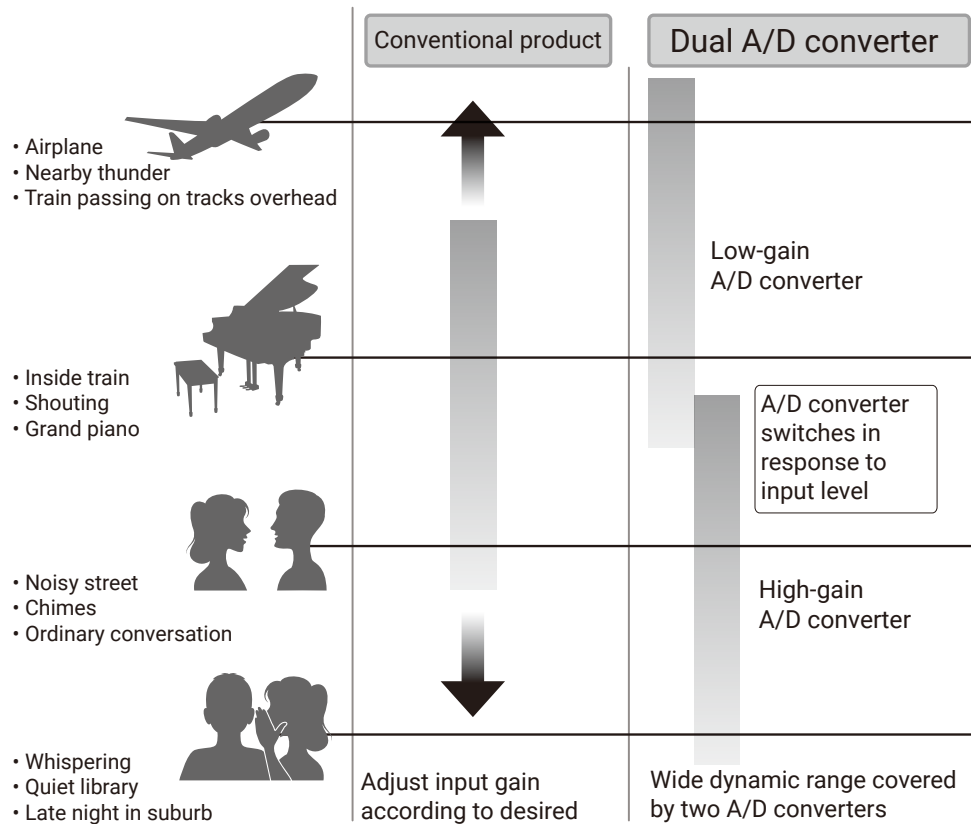 Conventional product
Dual A/D converter
• Airplane
• Nearby thunder
• Train passing on tracks overhead
Low-gain
A/D converter
• Inside train
• Shouting
• Grand piano
A/D converter
switches in
response to
input level
• Noisy street
• Chimes
• Ordinary conversation
High-gain
A/D converter
• Whispering
• Quiet library
• Late night in suburb
Adjust input gain
according to desired
Wide dynamic range covered
by two A/D converters